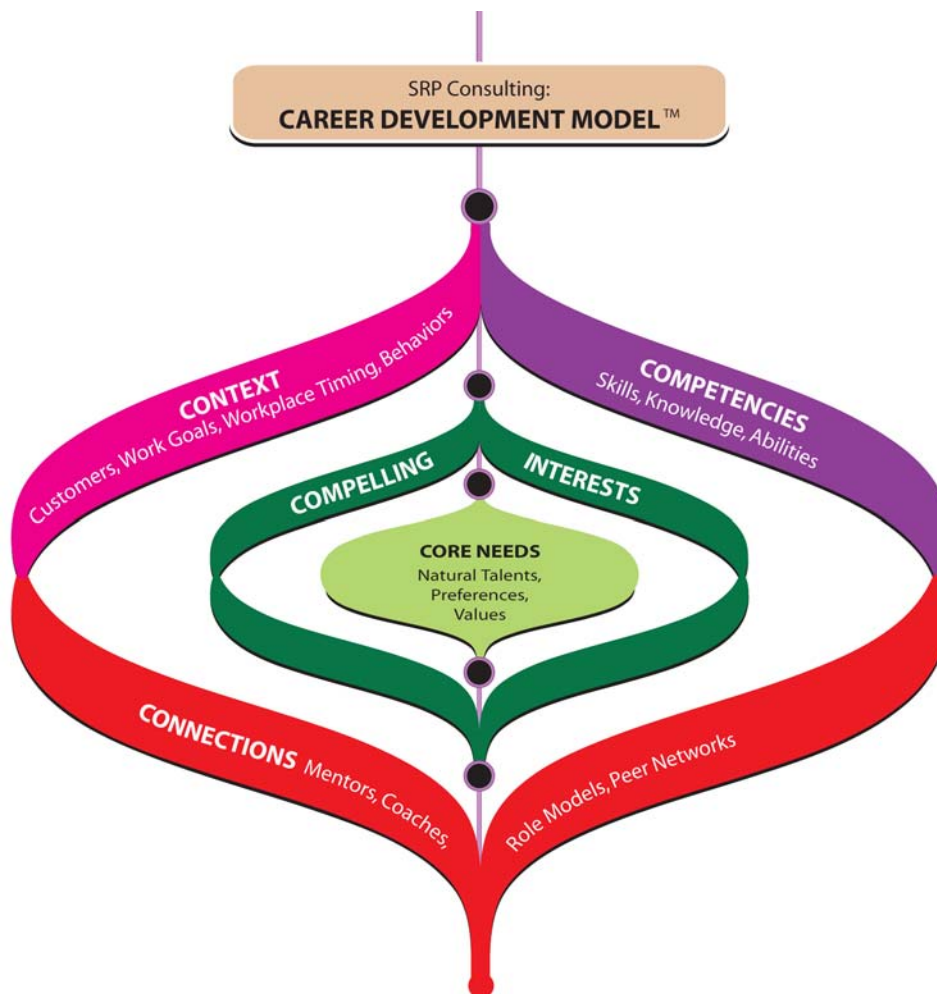 SRP Consulting:
CAREER DEVELOPMENT MODEL™
CONTEXT
Customers, Work Goals, Workplace Timing, Behaviors
COMPETENCIES
Skills, Knowledge, Abilities
COMPELLING INTERESTS
CORE NEEDS
Natural Talents,
Preferences,
Values
CONNECTIONS Mentors, Coaches,
Role Models, Peer Networks